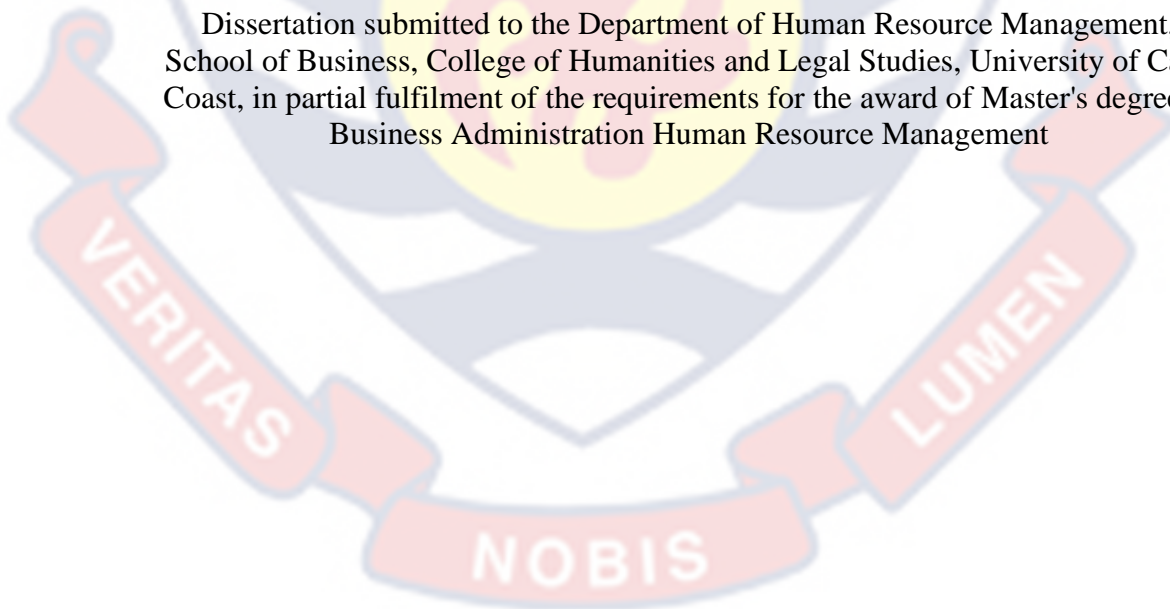 Dissertation submitted to the Department of Human Resource Management,
School of Business, College of Humanities and Legal Studies, University of
Coast, in partial fulfilment of the requirements for the award of Master's
Business Administration Human Resource Management
VERITAS
NOBIS
LUMEN